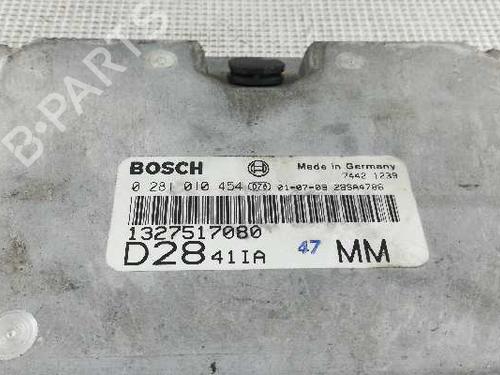 B-PARTS
BOSCH Made in Germany
7442 1239
0 281 010 454 076 01-07-09 28SA4786
1327517080
D28 41IA 47 MM